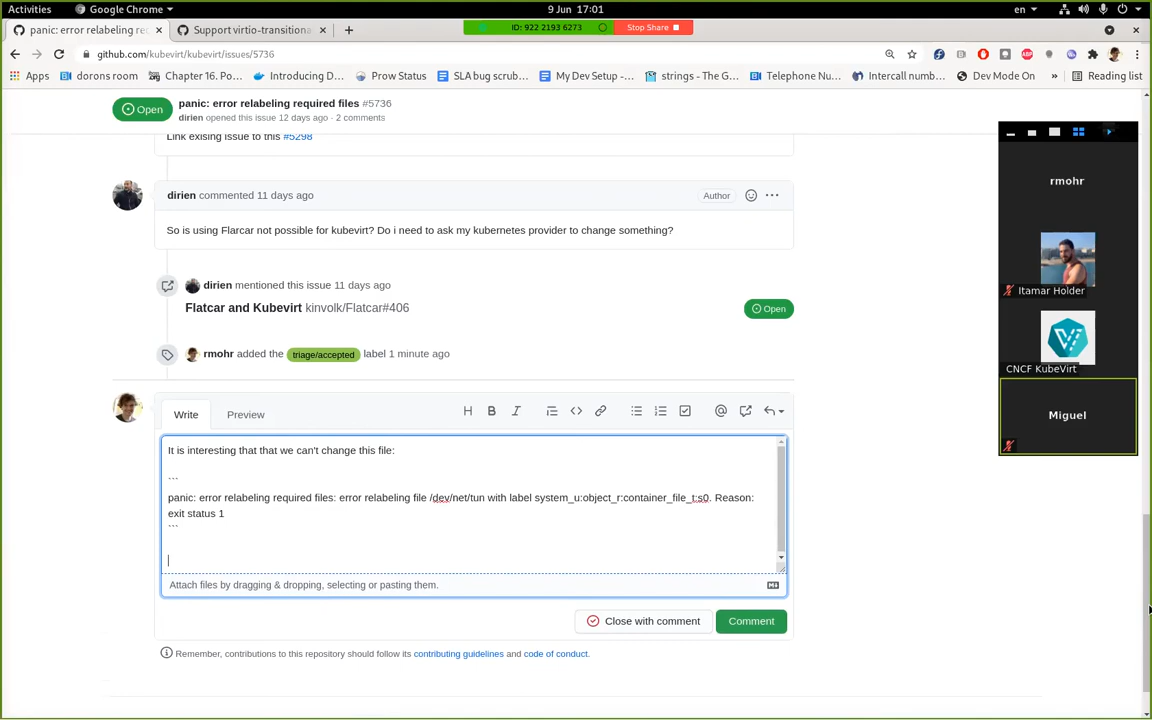 Activities
Google Chrome
9 Jun 17:01
en
panic: error relabeling rec
Support virtio-transitiona
ID: 922 2193 6273
Stop Share
github.com/kubevirt/kubevirt/issues/5736
Apps
dorons room
Chapter 16. Po...
Introducing D...
Prow Status
SLA bug scrub...
My Dev Setup -...
strings - The G...
Telephone Nu...
Intercall numb...
Dev Mode On
»
Reading list
Open
panic: error relabeling required files #5736
dirien opened this issue 12 days ago · 2 comments
Link exising issue to this #5298
dirien commented 11 days ago
Author
So is using Flarcar not possible for kubevirt? Do i need to ask my kubernetes provider to change something?
dirien mentioned this issue 11 days ago
Flatcar and Kubevirt kinvolk/Flatcar#406
Open
rmohr added the triage/accepted label 1 minute ago
Write
Preview
It is interesting that that we can't change this file:
```
panic: error relabeling required files: error relabeling file /dev/net/tun with label system_u:object_r:container_file_t:s0. Reason:
exit status 1
```
Attach files by dragging & dropping, selecting or pasting them.
Close with comment
Comment
Remember, contributions to this repository should follow its contributing guidelines and code of conduct.
rmohr
Itamar Holder
CNCF KubeVirt
Miguel